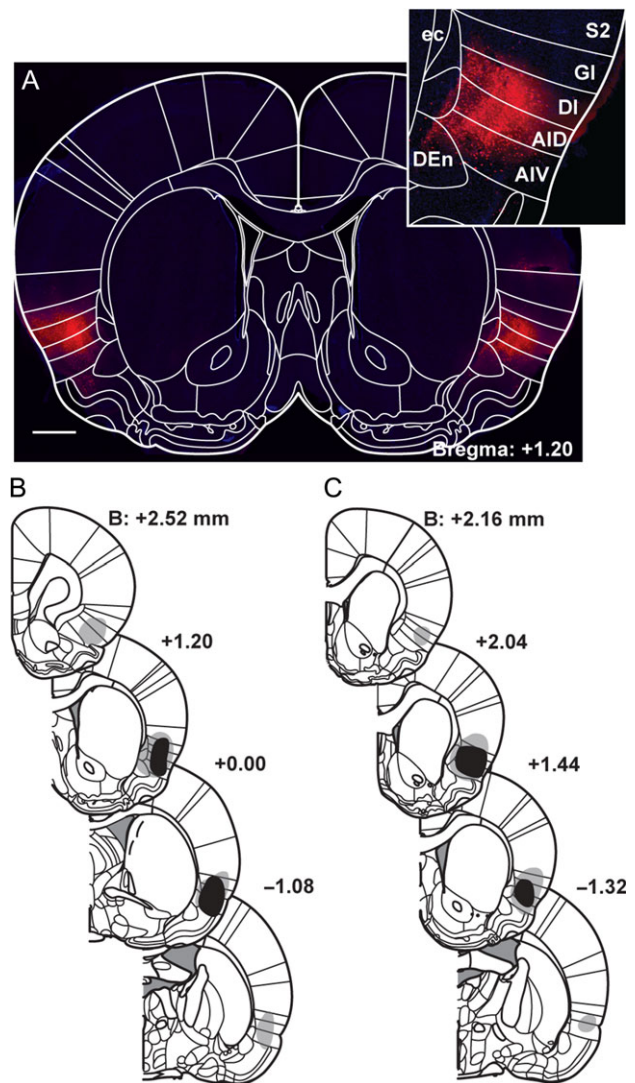 A
ec
S2
GI
DI
AID
DEn
AIV
Bregma: +1.20
B
B: +2.52 mm
+1.20
+0.00
–1.08
C
B: +2.16 mm
+2.04
+1.44
–1.32